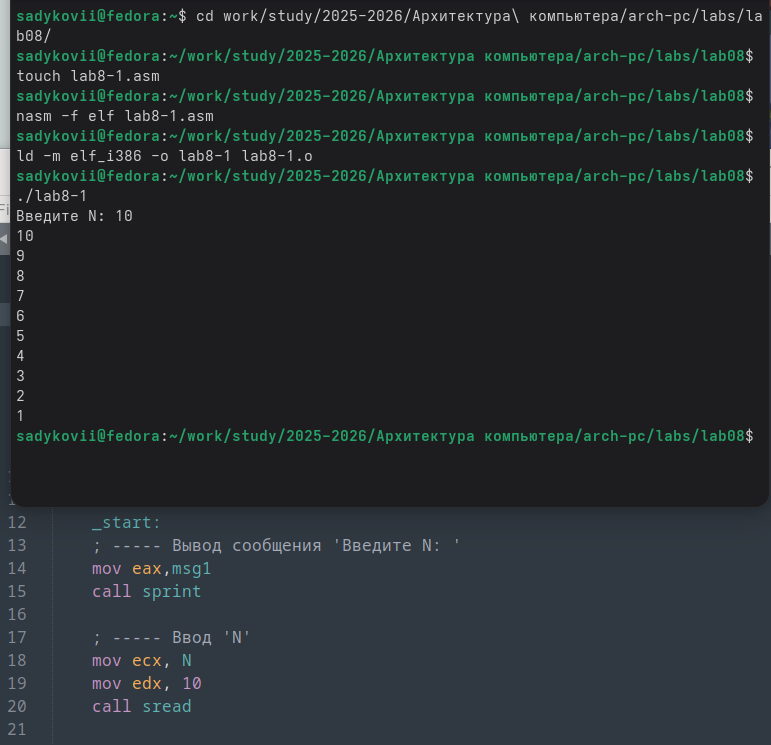 sadykovii@fedora:~$ cd work/study/2025-2026/Архитектура\ компьютера/arch-pc/labs/la
b08/
sadykovii@fedora:~/work/study/2025-2026/Архитектура компьютера/arch-pc/labs/lab08$
touch lab8-1.asm
sadykovii@fedora:~/work/study/2025-2026/Архитектура компьютера/arch-pc/labs/lab08$
nasm -f elf lab8-1.asm
sadykovii@fedora:~/work/study/2025-2026/Архитектура компьютера/arch-pc/labs/lab08$
ld -m elf_i386 -o lab8-1 lab8-1.o
sadykovii@fedora:~/work/study/2025-2026/Архитектура компьютера/arch-pc/labs/lab08$
./lab8-1
Введите N: 10
10
9
8
7
6
5
4
3
2
1
sadykovii@fedora:~/work/study/2025-2026/Архитектура компьютера/arch-pc/labs/lab08$
12 _start:
13 ; ----- Вывод сообщения 'Введите N: '
14 mov eax,msg1
15 call sprint
16
17 ; ----- Ввод 'N'
18 mov ecx, N
19 mov edx, 10
20 call sread
21